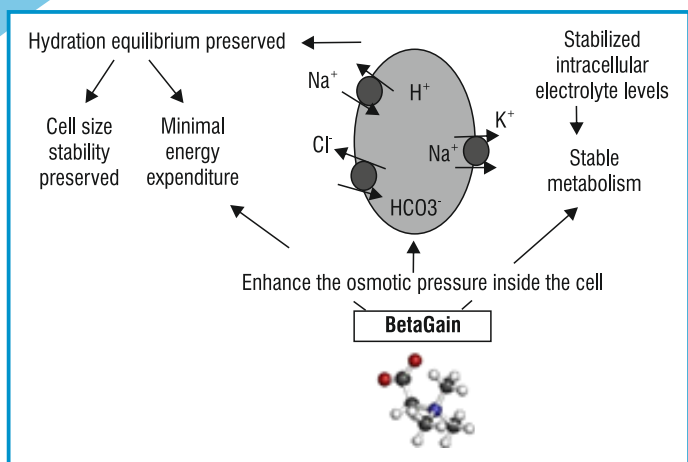 Hydration equilibrium preserved
Cell size
stability
preserved
Minimal
energy
expenditure
Na⁺
H⁺
Cl⁻
HCO3⁻
Na⁺
K⁺
Stabilized
intracellular
electrolyte levels
Stable
metabolism
Enhance the osmotic pressure inside the cell
BetaGain